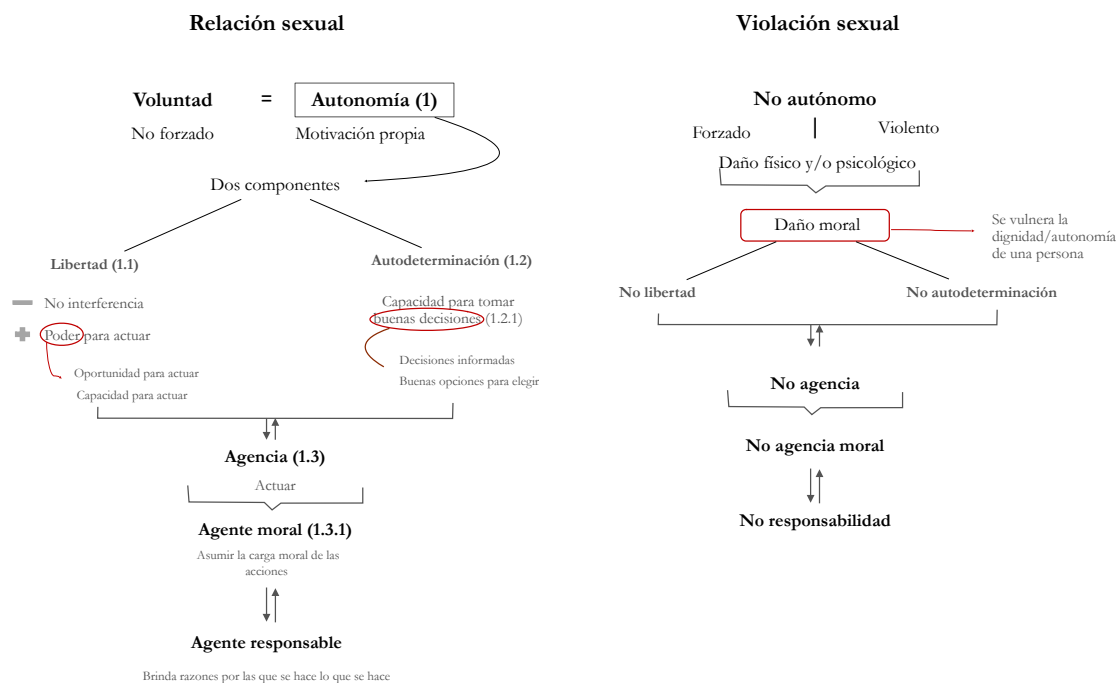 Relación sexual
Voluntad = Autonomía (1)
No forzado Motivación propia
Dos componentes
Libertad (1.1)
No interferencia
Poder para actuar
Oportunidad para actuar
Capacidad para actuar
Autodeterminación (1.2)
Capacidad para tomar
buenas decisiones (1.2.1)
Decisiones informadas
Buenas opciones para elegir
Agencia (1.3)
Actuar
Agente moral (1.3.1)
Asumir la carga moral de las
acciones
Agente responsable
Brinda razones por las que se hace lo que se hace
Violación sexual
No autónomo
Forzado Violento
Daño físico y/o psicológico
Daño moral
Se vulnera la
dignidad/autonomía
de una persona
No libertad No autodeterminación
No agencia
No agencia moral
No responsabilidad